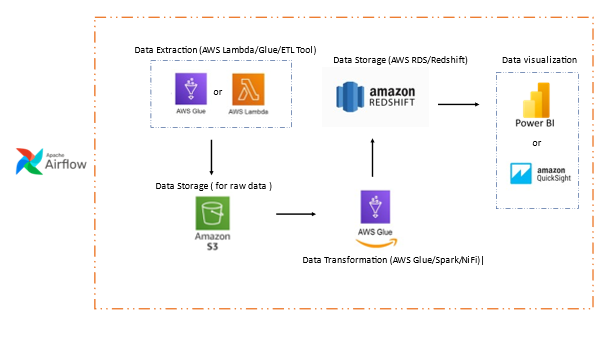 Data Extraction (AWS Lambda/Glue/ETL Tool)
AWS Glue
or
AWS Lambda
Data Storage (AWS RDS/Redshift)
amazon
REDSHIFT
Data visualization
Power BI
or
amazon
QuickSight
Apache
Airflow
Data Storage ( for raw data )
Amazon
S3
AWS Glue
Data Transformation (AWS Glue/Spark/NiFi)|